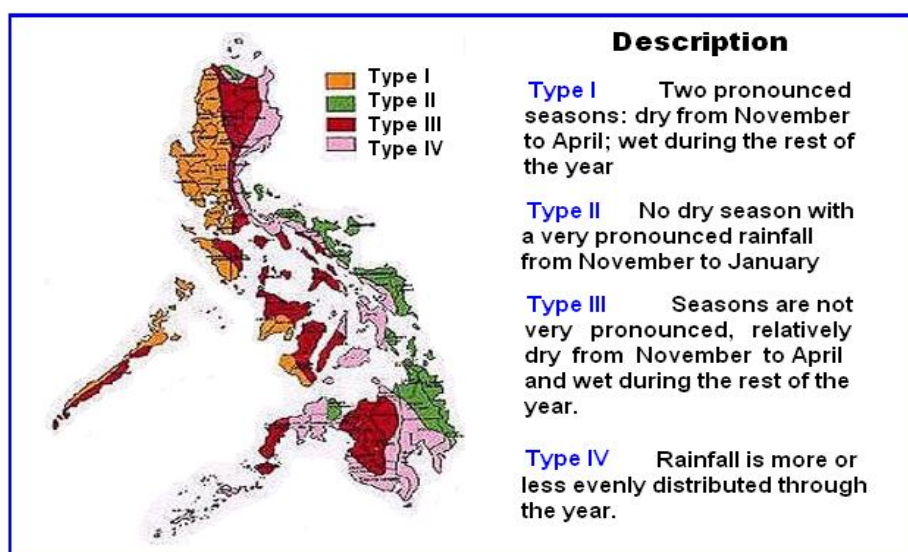 Type I
Type II
Type III
Type IV
Description
Type I Two pronounced
seasons: dry from November
to April; wet during the rest of
the year
Type II No dry season with
a very pronounced rainfall
from November to January
Type III Seasons are not
very pronounced, relatively
dry from November to April
and wet during the rest of the
year.
Type IV Rainfall is more or
less evenly distributed through
the year.